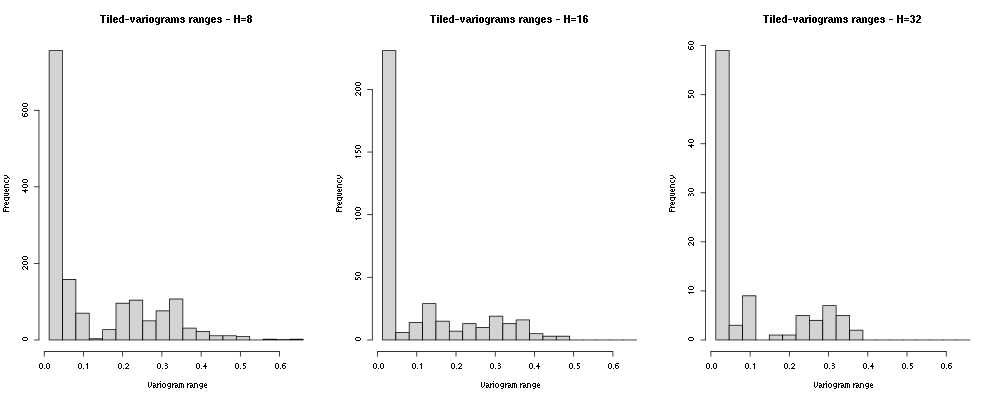 Tiled-variograms ranges - H=8
Tiled-variograms ranges - H=16
Tiled-variograms ranges - H=32
Frequency
0
200
400
600
0.0 0.1 0.2 0.3 0.4 0.5 0.6
Variogram range
Frequency
0
50
100
150
200
0.0 0.1 0.2 0.3 0.4 0.5 0.6
Variogram range
Frequency
0
10
20
30
40
50
60
0.0 0.1 0.2 0.3 0.4 0.5 0.6
Variogram range